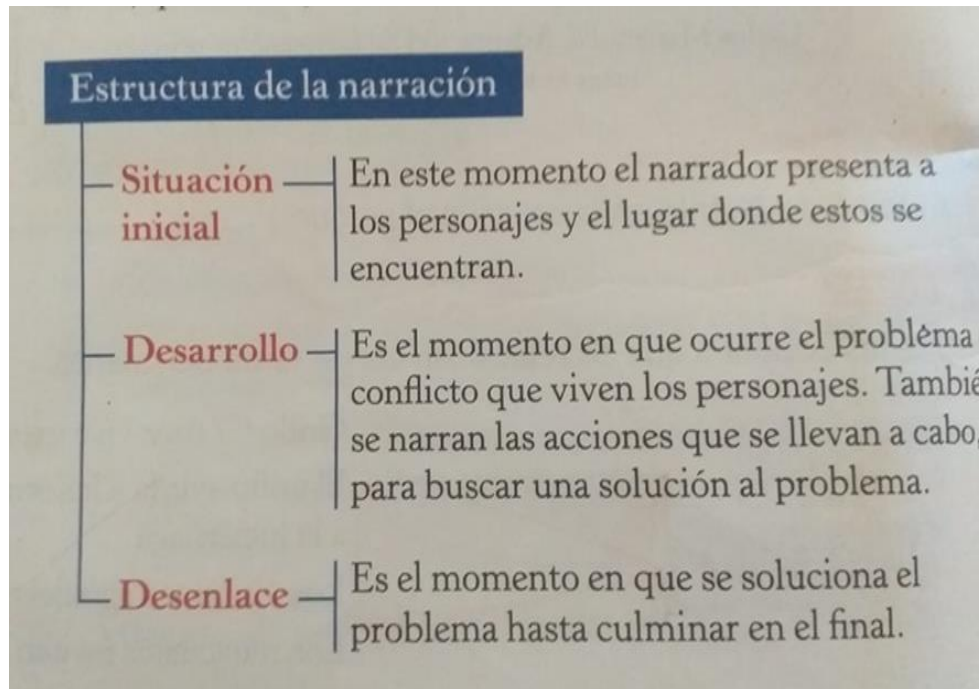 Estructura de la narración
Situación inicial
En este momento el narrador presenta a
los personajes y el lugar donde estos se
encuentran.
Desarrollo
Es el momento en que ocurre el problema
conflicto que viven los personajes.
se narran las acciones que se llevan a cabo,
para buscar una solución al problema.
Desenlace
Es el momento en que se soluciona el
problema hasta culminar en el final.